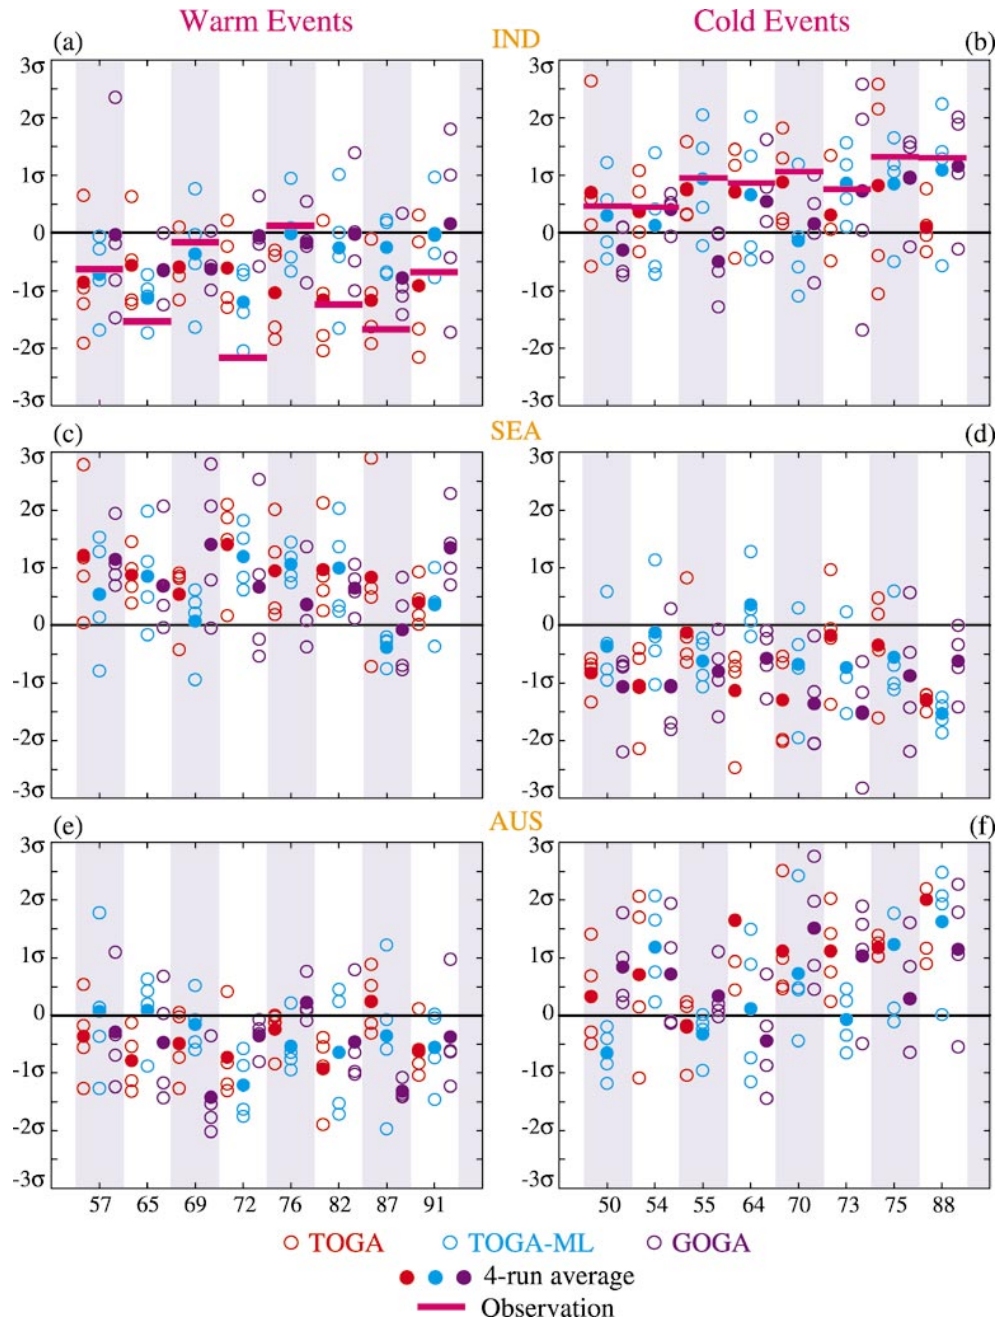 Warm Events
Cold Events
(a)
IND
(b)
3σ
2σ
1σ
0
-1σ
-2σ
-3σ
3σ
2σ
1σ
0
-1σ
-2σ
-3σ
(c)
SEA
(d)
3σ
2σ
1σ
0
-1σ
-2σ
-3σ
3σ
2σ
1σ
0
-1σ
-2σ
-3σ
(e)
AUS
(f)
3σ
2σ
1σ
0
-1σ
-2σ
-3σ
3σ
2σ
1σ
0
-1σ
-2σ
-3σ
57 65 69 72 76 82 87 91
50 54 55 64 70 73 75 88
TOGA TOGA-ML GOGA
4-run average
Observation